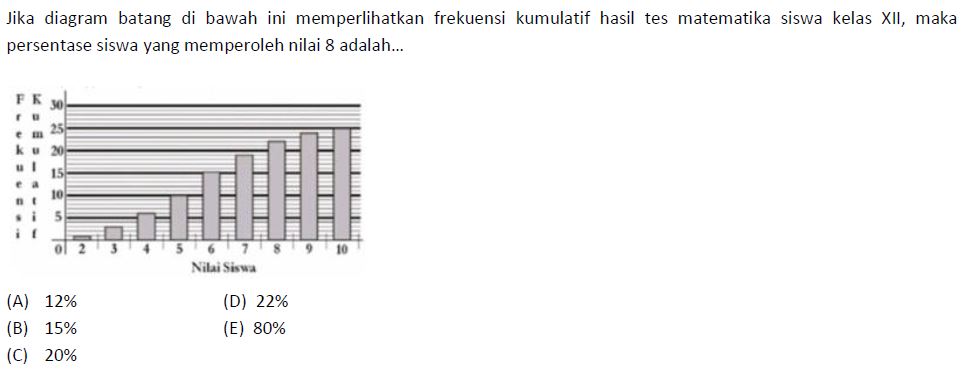 Jika diagram batang di bawah ini memperlihatkan frekuensi kumulatif hasil tes matematika siswa kelas XII, maka
persentase siswa yang memperoleh nilai 8 adalah...
Frekuensi Kumulatif
30
25
20
15
10
5
0 2 3 4 5 6 7 8 9 10
Nilai Siswa
(A) 12% (D) 22%
(B) 15% (E) 80%
(C) 20%